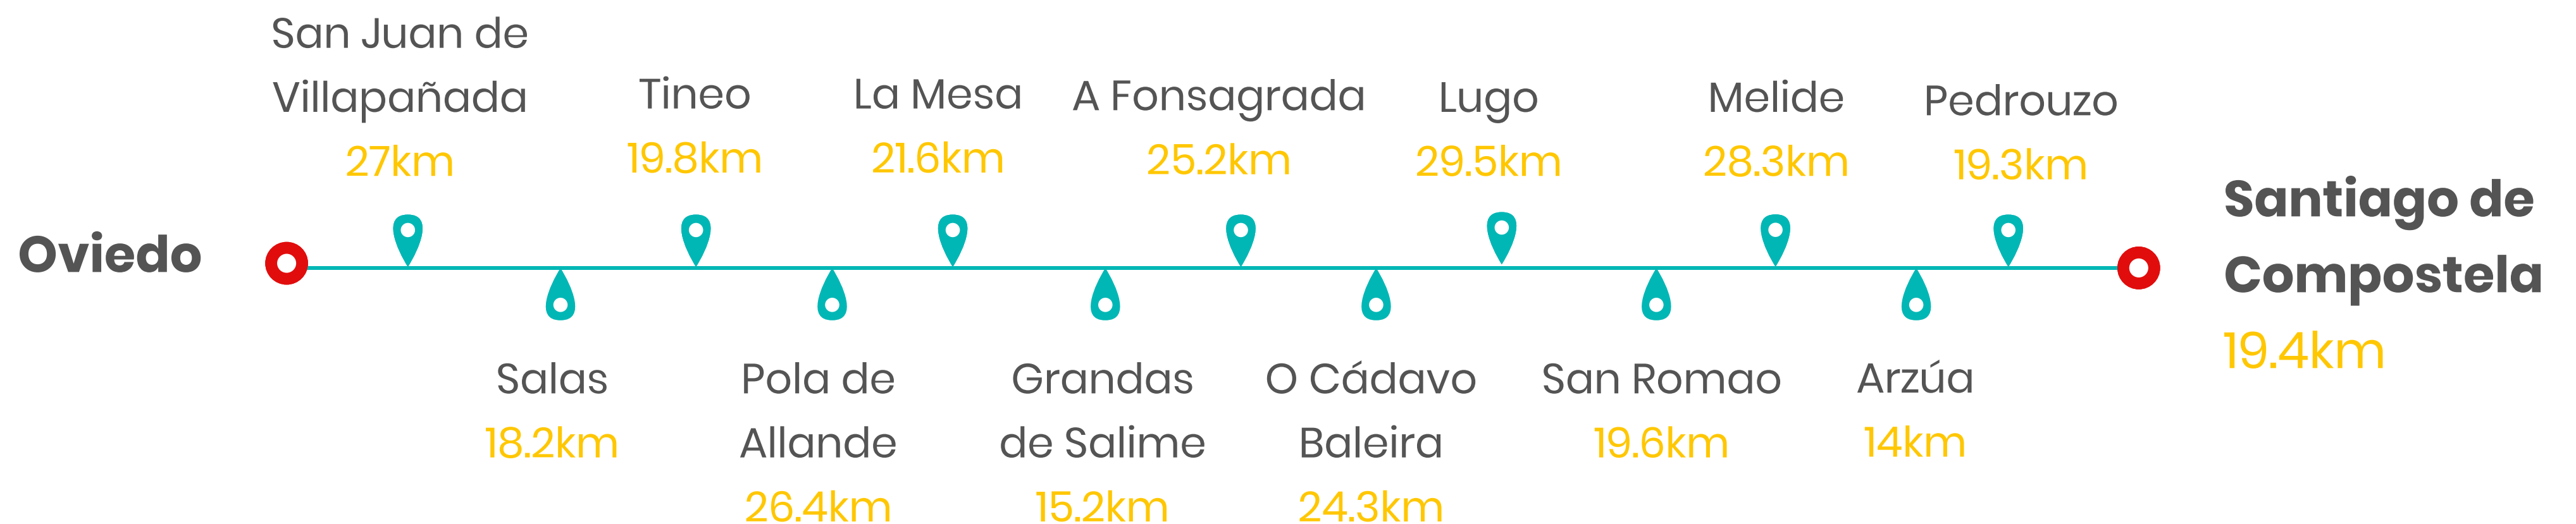 Oviedo
San Juan de
Villapañada
27km
Salas
18.2km
Tineo
19.8km
Pola de
Allande
26.4km
La Mesa
21.6km
Grandas
de Salime
15.2km
A Fonsagrada
25.2km
O Cádavo
Baleira
24.3km
Lugo
29.5km
San Romao
19.6km
Melide
28.3km
Arzúa
14km
Pedrouzo
19.3km
Santiago de
Compostela
19.4km